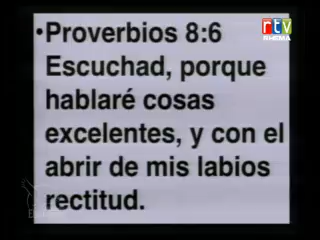 •Proverbios 8:6
Escuchad, porque
hablaré cosas
excelentes, y con el
abrir de mis labios
rectitud.
rtv